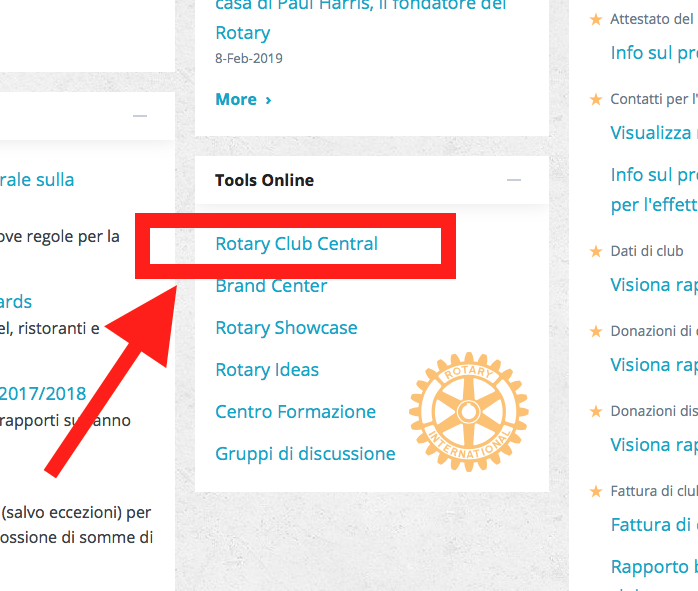 rale sulla
ove regole per la
ards
el, ristoranti e
2017/2018
rapporti su
anno
(salvo eccezioni) per
ossione di somme di
casa di Paul Harris, il fondatore del
Rotary
8-Feb-2019
More ›
Tools Online
Rotary Club Central
Brand Center
Rotary Showcase
Rotary Ideas
Centro Formazione
Gruppi di discussione
ROTARY
INTERNATIONAL
Attestato del
Info sul pr
Contatti per l'
Visualizza
Info sul pr
per l'effett
Dati di club
Visiona rap
Donazioni di
Visiona rap
Donazioni dis
Visiona rap
Fattura di clu
Fattura di
Rapporto